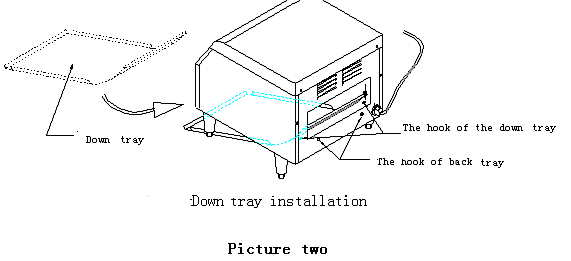 The hook of the down tray
Down tray
The hook of back tray
Down tray installation
Picture two